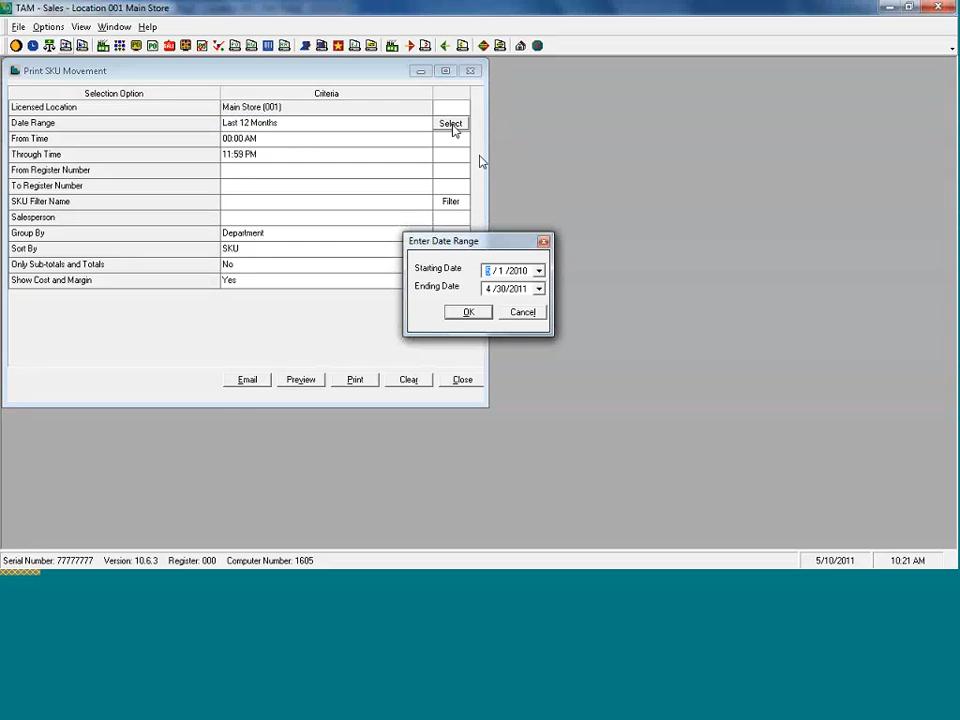 TAM - Sales - Location 001 Main Store
File Options View Window Help
Print SKU Movement
Selection Option Criteria
Licensed Location Main Store (001)
Date Range Last 12 Months Select
From Time 00:00 AM
Through Time 11:59 PM
From Register Number
To Register Number
SKU Filter Name Filter
Salesperson
Group By Department
Sort By SKU
Only Sub-totals and Totals No
Show Cost and Margin Yes
Enter Date Range
Starting Date 5 / 1 /2010
Ending Date 4 /30/2011
OK Cancel
Email Preview Print Clear Close
Serial Number: 77777777 Version: 10.6.3 Register: 000 Computer Number: 1605 5/10/2011 10:21 AM